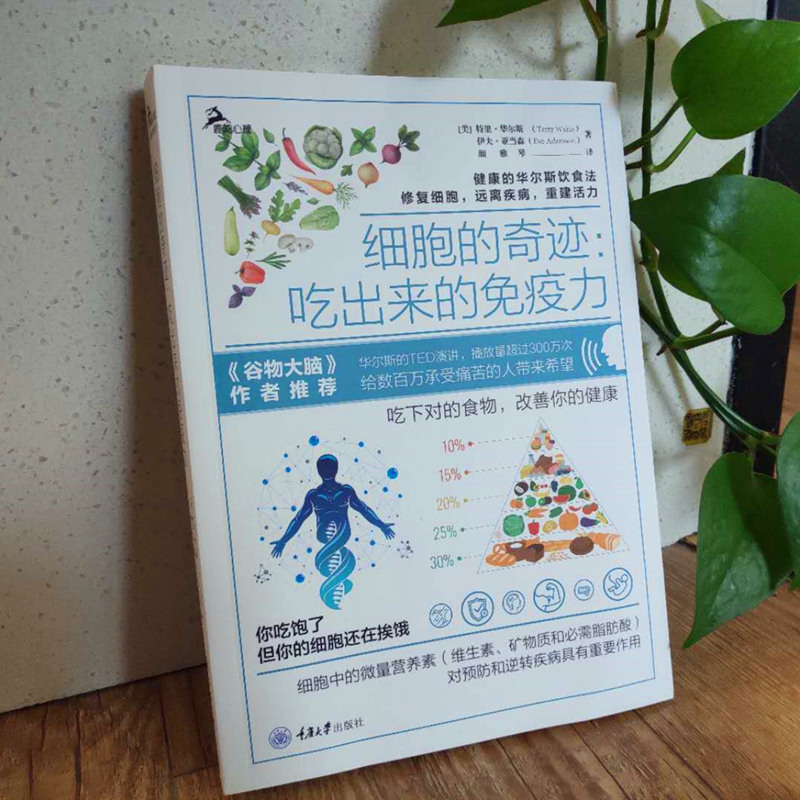 鹿鸣心理
[美] 特里·华尔斯 (Terry Wahls)
伊夫·亚当森 (Eve Adamson) 著
颜雅琴 译
健康的华尔斯饮食法
修复细胞，远离疾病，重建活力
细胞的奇迹：
吃出来的免疫力
《谷物大脑》
作者推荐
华尔斯的TED演讲，播放量超过300万次
给数百万承受痛苦的人带来希望
吃下对的食物，改善你的健康
10%
15%
20%
25%
30%
你吃饱了
但你的细胞还在挨饿
细胞中的微量营养素（维生素、矿物质和必需脂肪酸）
对预防和逆转疾病具有重要作用
重庆大学出版社